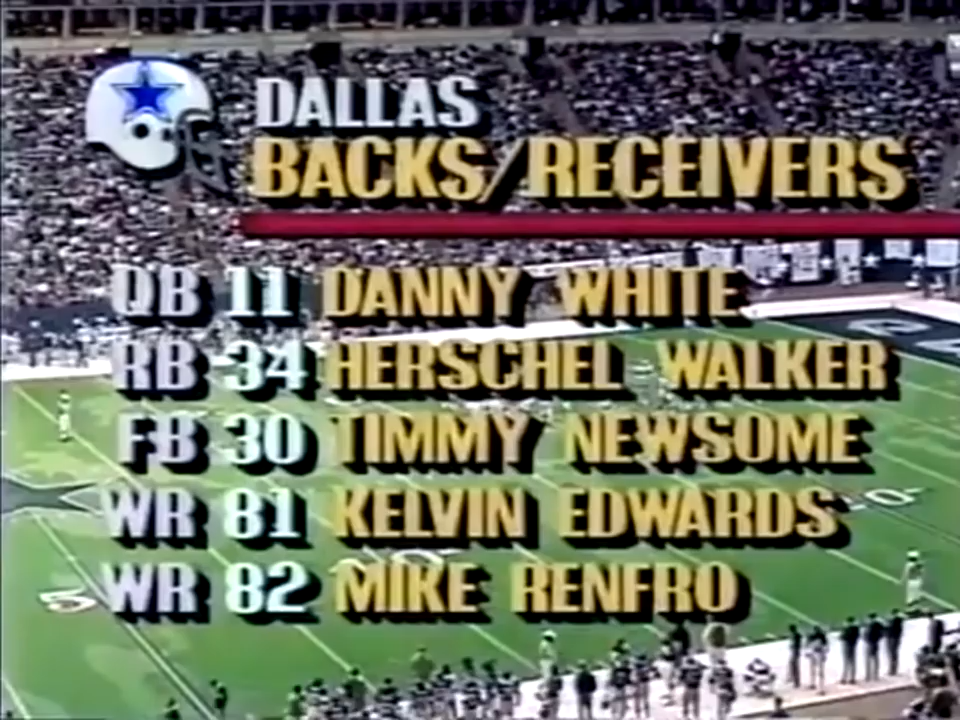 DALLAS
BACKS/RECEIVERS
QB 11 DANNY WHITE
RB 34 HERSCHEL WALKER
FB 30 TIMMY NEWSOME
WR 81 KELVIN EDWARDS
WR 82 MIKE RENFRO